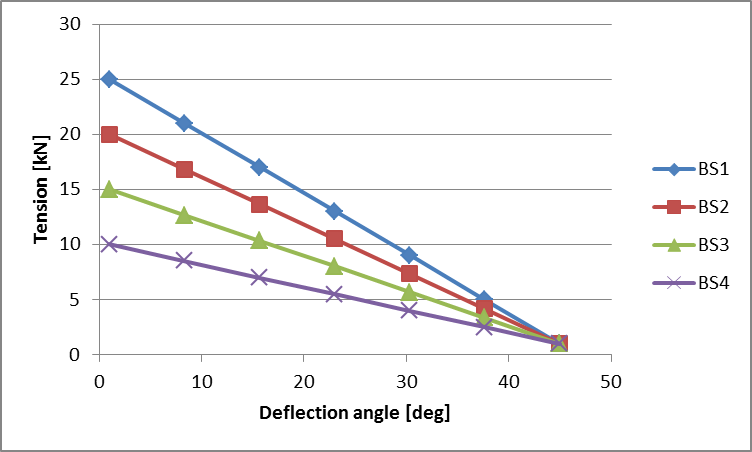 30
25
20
15
10
5
0
Tension [kN]
0 10 20 30 40 50
Deflection angle [deg]
BS1
BS2
BS3
BS4